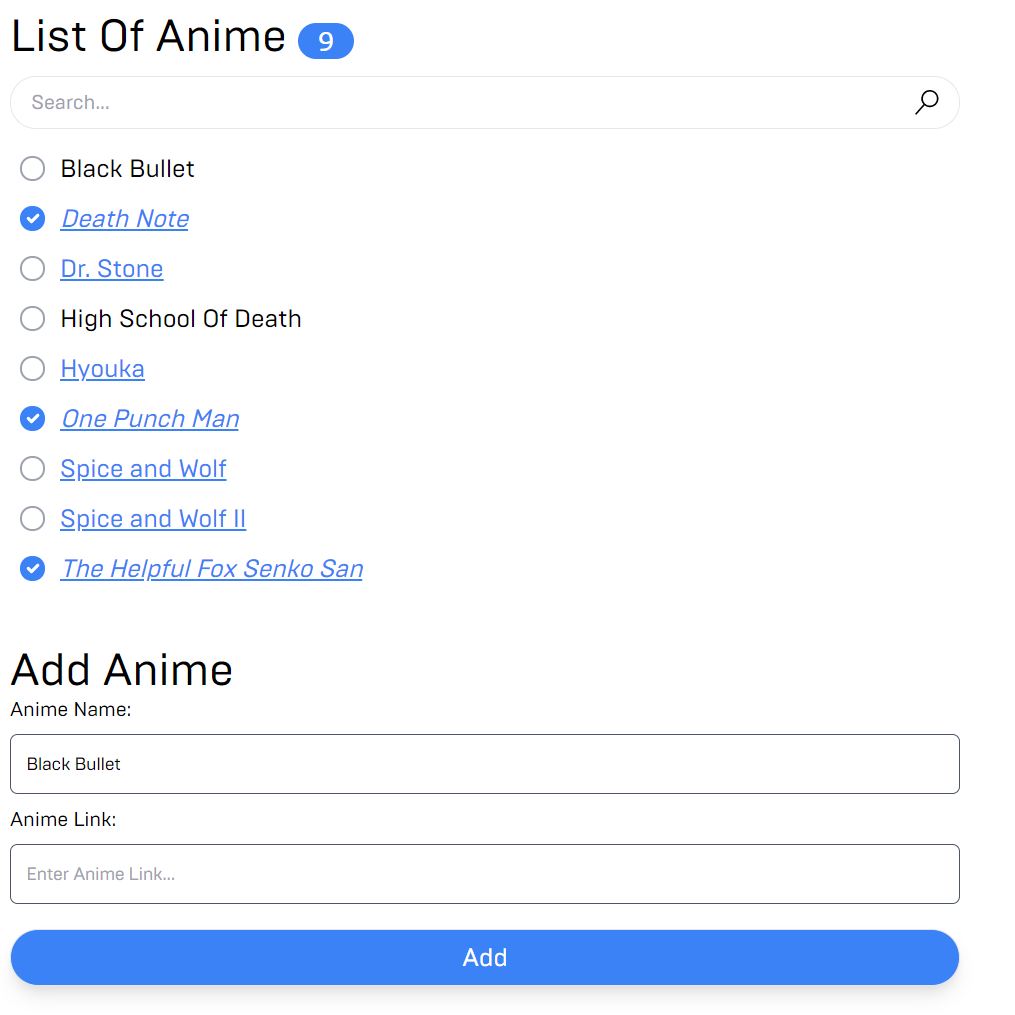 List Of Anime 9
Search...
Black Bullet
Death Note
Dr. Stone
High School Of Death
Hyouka
One Punch Man
Spice and Wolf
Spice and Wolf II
The Helpful Fox Senko San
Add Anime
Anime Name:
Black Bullet
Anime Link:
Enter Anime Link...
Add